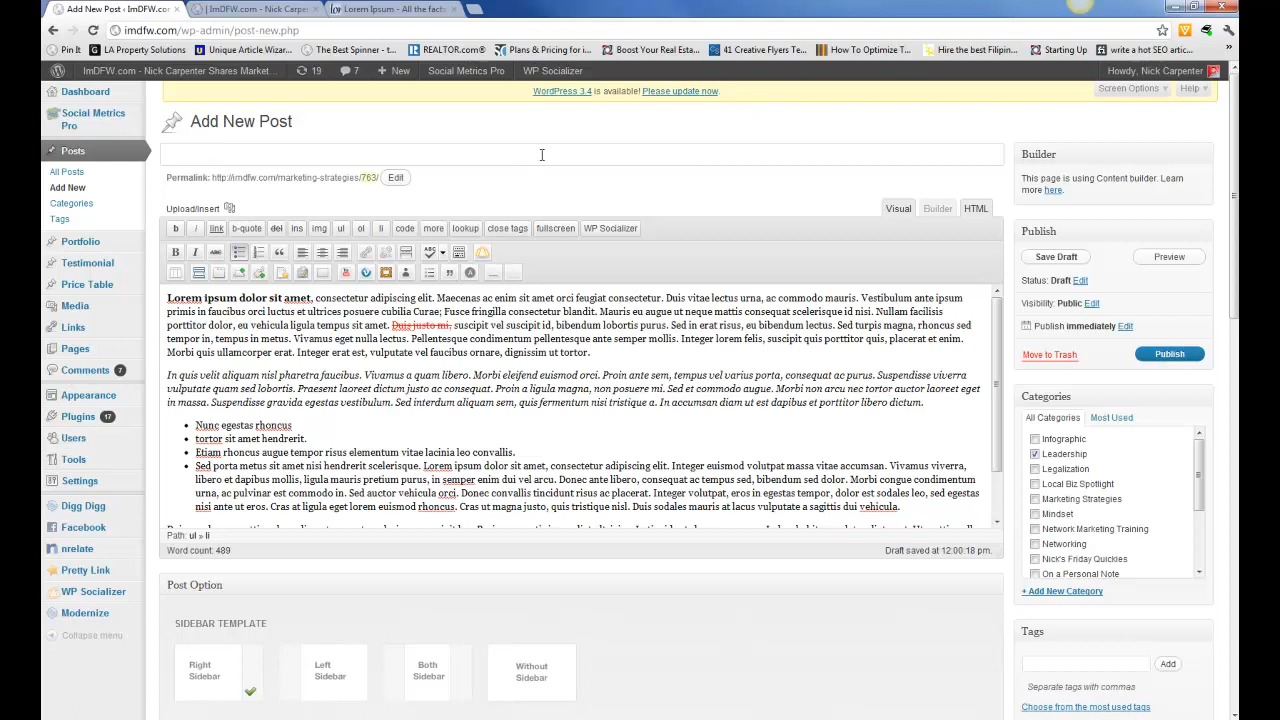 Add New Post ‹ ImDFW.com
| ImDFW.com - Nick Carpen
Lorem Ipsum - All the facts
imdfw.com/wp-admin/post-new.php
Pin It LA Property Solutions Unique Article Wizar... The Best Spinner - t... REALTOR.com® Plans & Pricing for i... Boost Your Real Esta... 41 Creative Flyers Te... How To Optimize T... Hire the best Filipin... Starting Up write a hot SEO artic...
ImDFW.com - Nick Carpenter Shares Market... 19 7 New Social Metrics Pro WP Socializer Howdy, Nick Carpenter
WordPress 3.4 is available! Please update now.
Screen Options Help
Dashboard
Social Metrics
Pro
Posts
All Posts
Add New
Categories
Tags
Portfolio
Testimonial
Price Table
Media
Links
Pages
Comments 7
Appearance
Plugins 17
Users
Tools
Settings
Digg Digg
Facebook
nrelate
Pretty Link
WP Socializer
Modernize
Collapse menu
Add New Post
Permalink: http://imdfw.com/marketing-strategies/763/ Edit
Upload/Insert
Visual Builder HTML
b i link b-quote del ins img ul ol li code more lookup close tags fullscreen WP Socializer
B I ABC ABC
Lorem ipsum dolor sit amet, consectetur adipiscing elit. Maecenas ac enim sit amet orci feugiat consectetur. Duis vitae lectus urna, ac commodo mauris. Vestibulum ante ipsum
primis in faucibus orci luctus et ultrices posuere cubilia Curae; Fusce fringilla consectetur blandit. Mauris eu augue ut neque mattis consequat scelerisque id nisi. Nullam facilisis
porttitor dolor, eu vehicula ligula tempus sit amet. Duis justo mi, suscipit vel suscipit id, bibendum lobortis purus. Sed in erat risus, eu bibendum lectus. Sed turpis magna, rhoncus sed
tempor in, tempus in metus. Vivamus eget nulla lectus. Pellentesque condimentum pellentesque ante semper mollis. Integer lorem felis, suscipit quis porttitor quis, placerat et enim.
Morbi quis ullamcorper erat. Integer erat est, vulputate vel faucibus ornare, dignissim ut tortor.
In quis velit aliquam nisl pharetra faucibus. Vivamus a quam libero. Morbi eleifend euismod orci. Proin ante sem, tempus vel varius porta, consequat ac purus. Suspendisse viverra
vulputate quam sed lobortis. Praesent laoreet dictum justo ac consequat. Proin a ligula magna, non posuere mi. Sed et commodo augue. Morbi non arcu nec tortor auctor laoreet eget
in massa. Suspendisse gravida egestas vestibulum. Sed interdum aliquam sem, quis fermentum nisi tristique a. In accumsan diam ut est dapibus et porttitor libero dictum.
Nunc egestas rhoncus
tortor sit amet hendrerit.
Etiam rhoncus augue tempor risus elementum vitae lacinia leo convallis.
Sed porta metus sit amet nisi hendrerit scelerisque. Lorem ipsum dolor sit amet, consectetur adipiscing elit. Integer euismod volutpat massa vitae accumsan. Vivamus viverra,
libero et dapibus mollis, ligula mauris pretium purus, in semper enim dui vel arcu. Donec ante libero, consequat ac tempus sed, bibendum sed dolor. Morbi congue condimentum
urna, ac pulvinar est commodo in. Sed auctor vehicula orci. Donec convallis tincidunt risus ac placerat. Integer volutpat, eros in egestas tempor, dolor est sodales leo, sed egestas
nisi ante ut eros. Cras at ligula eget lorem euismod rhoncus. Cras ut magna justo, quis tristique nisl. Duis sodales mauris at lacus vulputate a sagittis dui vehicula.
Path: ul » li
Word count: 489 Draft saved at 12:00:18 pm.
Post Option
SIDEBAR TEMPLATE
Right
Sidebar
Left
Sidebar
Both
Sidebar
Without
Sidebar
Builder
This page is using Content builder. Learn
more here.
Publish
Save Draft Preview
Status: Draft Edit
Visibility: Public Edit
Publish immediately Edit
Move to Trash Publish
Categories
All Categories Most Used
Infographic
Leadership
Legalization
Local Biz Spotlight
Marketing Strategies
Mindset
Network Marketing Training
Networking
Nick's Friday Quickies
On a Personal Note
+ Add New Category
Tags
Add
Separate tags with commas
Choose from the most used tags